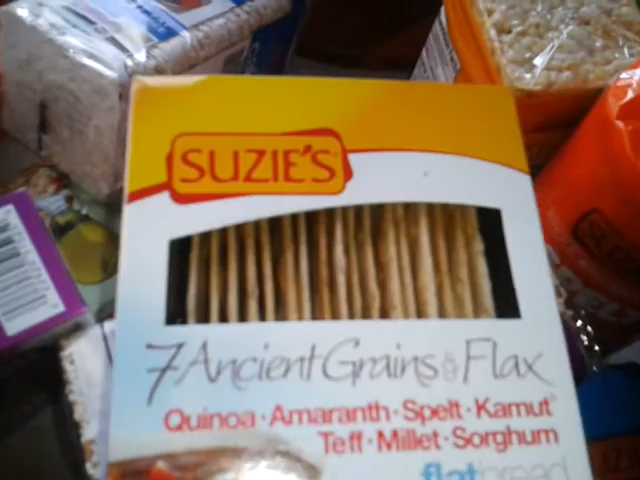 SUZIE'S
7 Ancient Grains & Flax
Quinoa · Amaranth · Spelt · Kamut®
Teff · Millet · Sorghum
flatbread